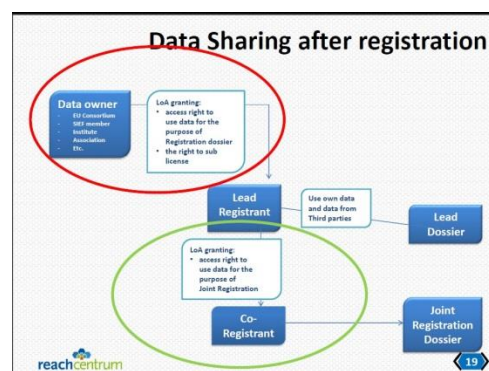 Data Sharing after registration
Data owner
- EU Consortium
- SIEF member
- Institute
- Association
- Etc.
LoA granting:
• access right to
use data for the
purpose of
Registration dossier
• the right to sub
license
Lead
Registrant
Use own data
and data from
Third parties
Lead
Dossier
LoA granting:
• access right to
use data for the
purpose of
Joint Registration
Co-
Registrant
Joint
Registration
Dossier
reachcentrum
19